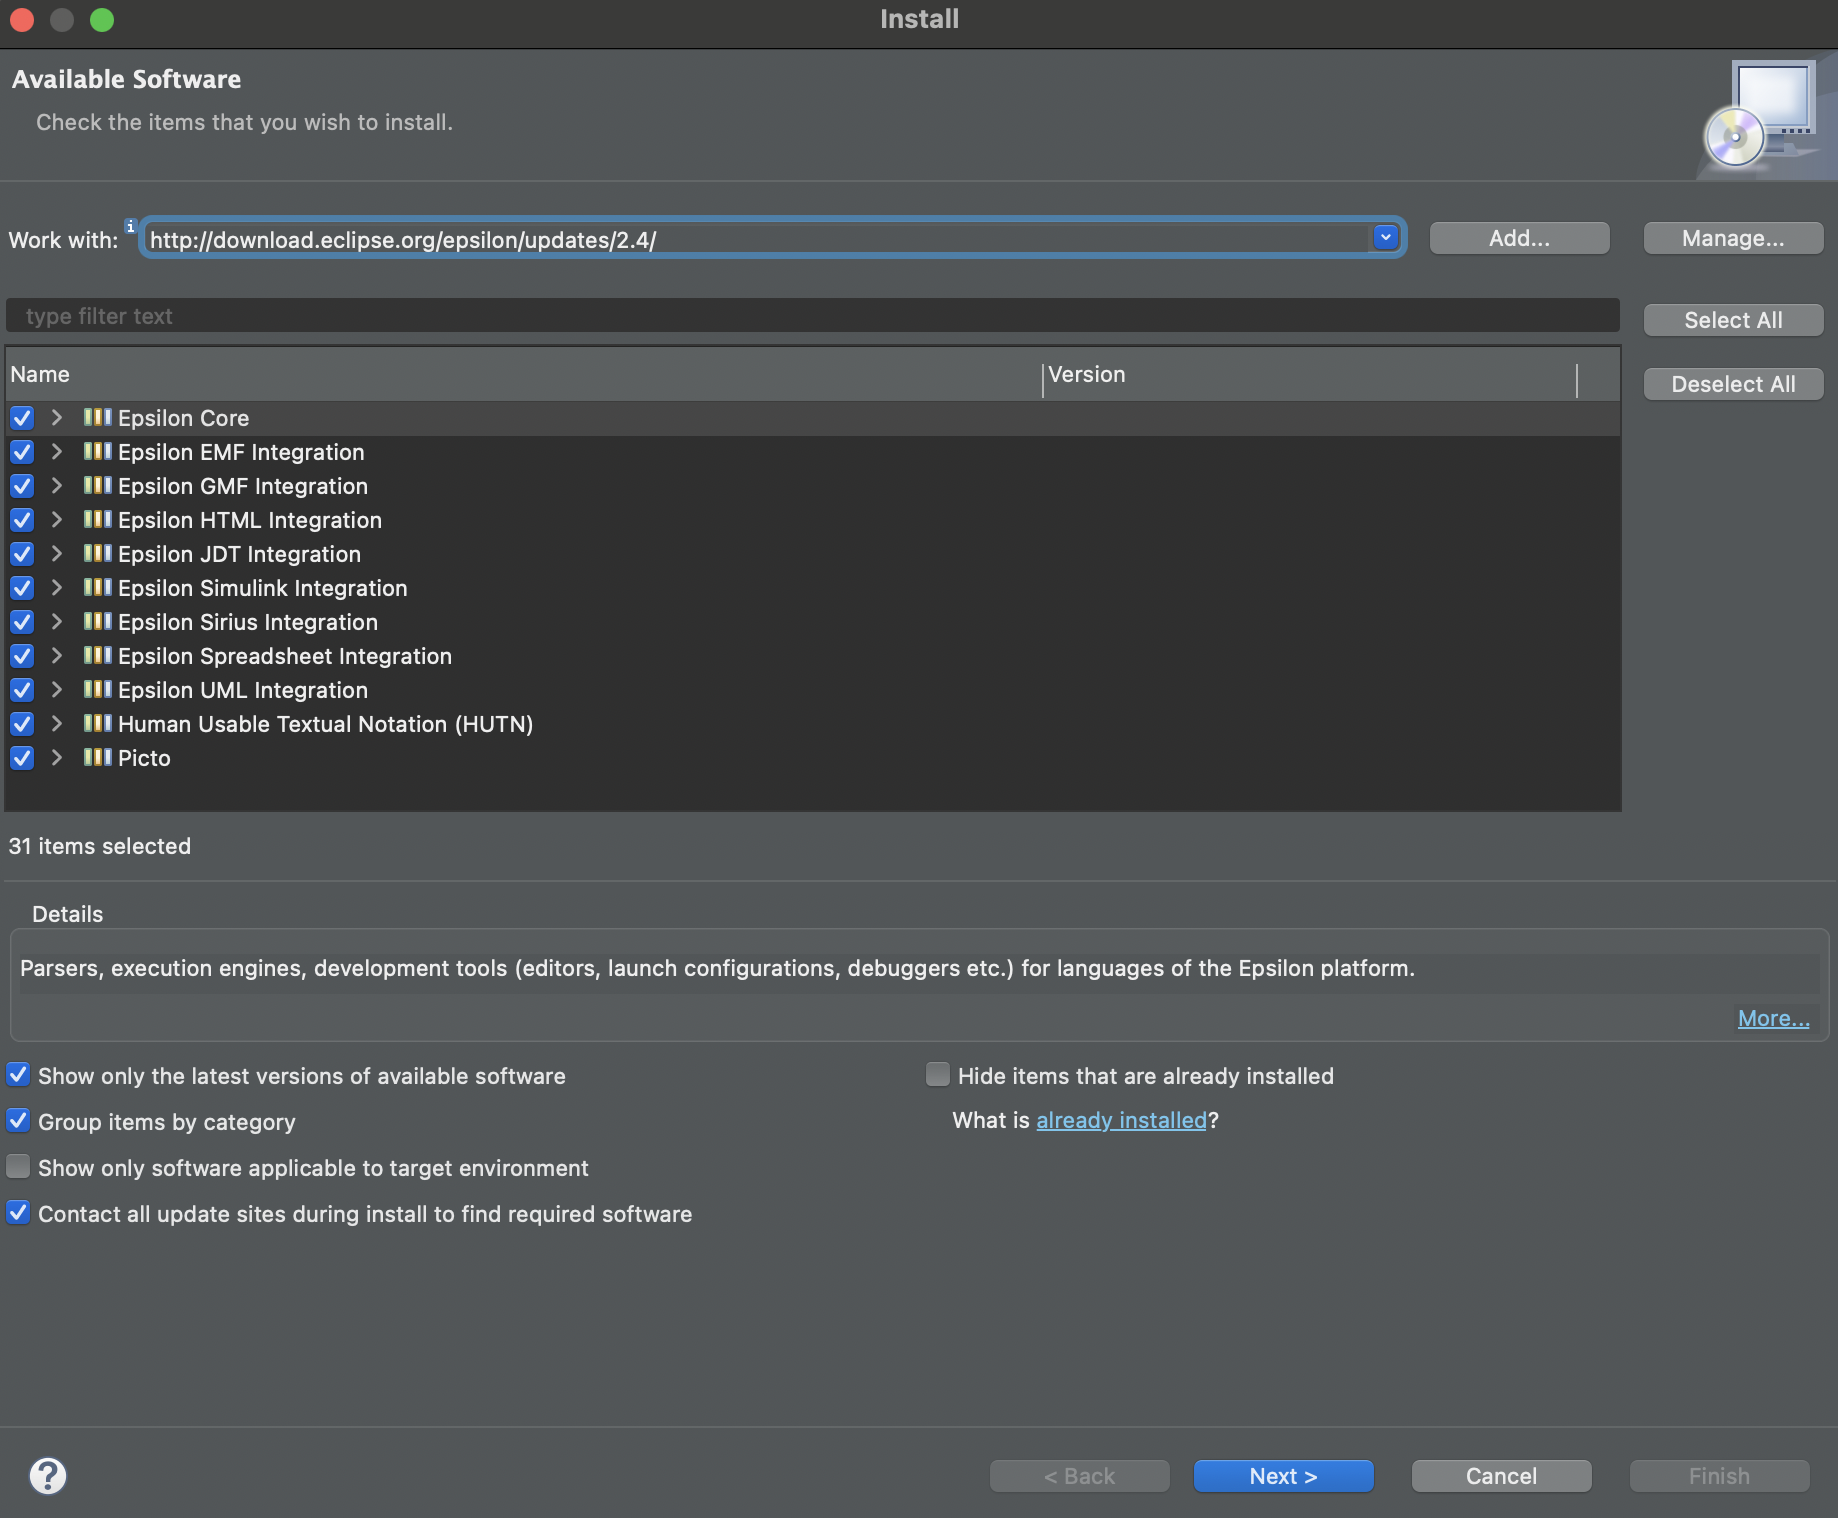 Install
Available Software
Check the items that you wish to install.
Work with: i http://download.eclipse.org/epsilon/updates/2.4/ Add... Manage...
type filter text
Select All
Deselect All
Name Version
Epsilon Core
Epsilon EMF Integration
Epsilon GMF Integration
Epsilon HTML Integration
Epsilon JDT Integration
Epsilon Simulink Integration
Epsilon Sirius Integration
Epsilon Spreadsheet Integration
Epsilon UML Integration
Human Usable Textual Notation (HUTN)
Picto
31 items selected
Details
Parsers, execution engines, development tools (editors, launch configurations, debuggers etc.) for languages of the Epsilon platform.
More...
Show only the latest versions of available software
Hide items that are already installed
Group items by category
What is already installed?
Show only software applicable to target environment
Contact all update sites during install to find required software
? < Back Next > Cancel Finish